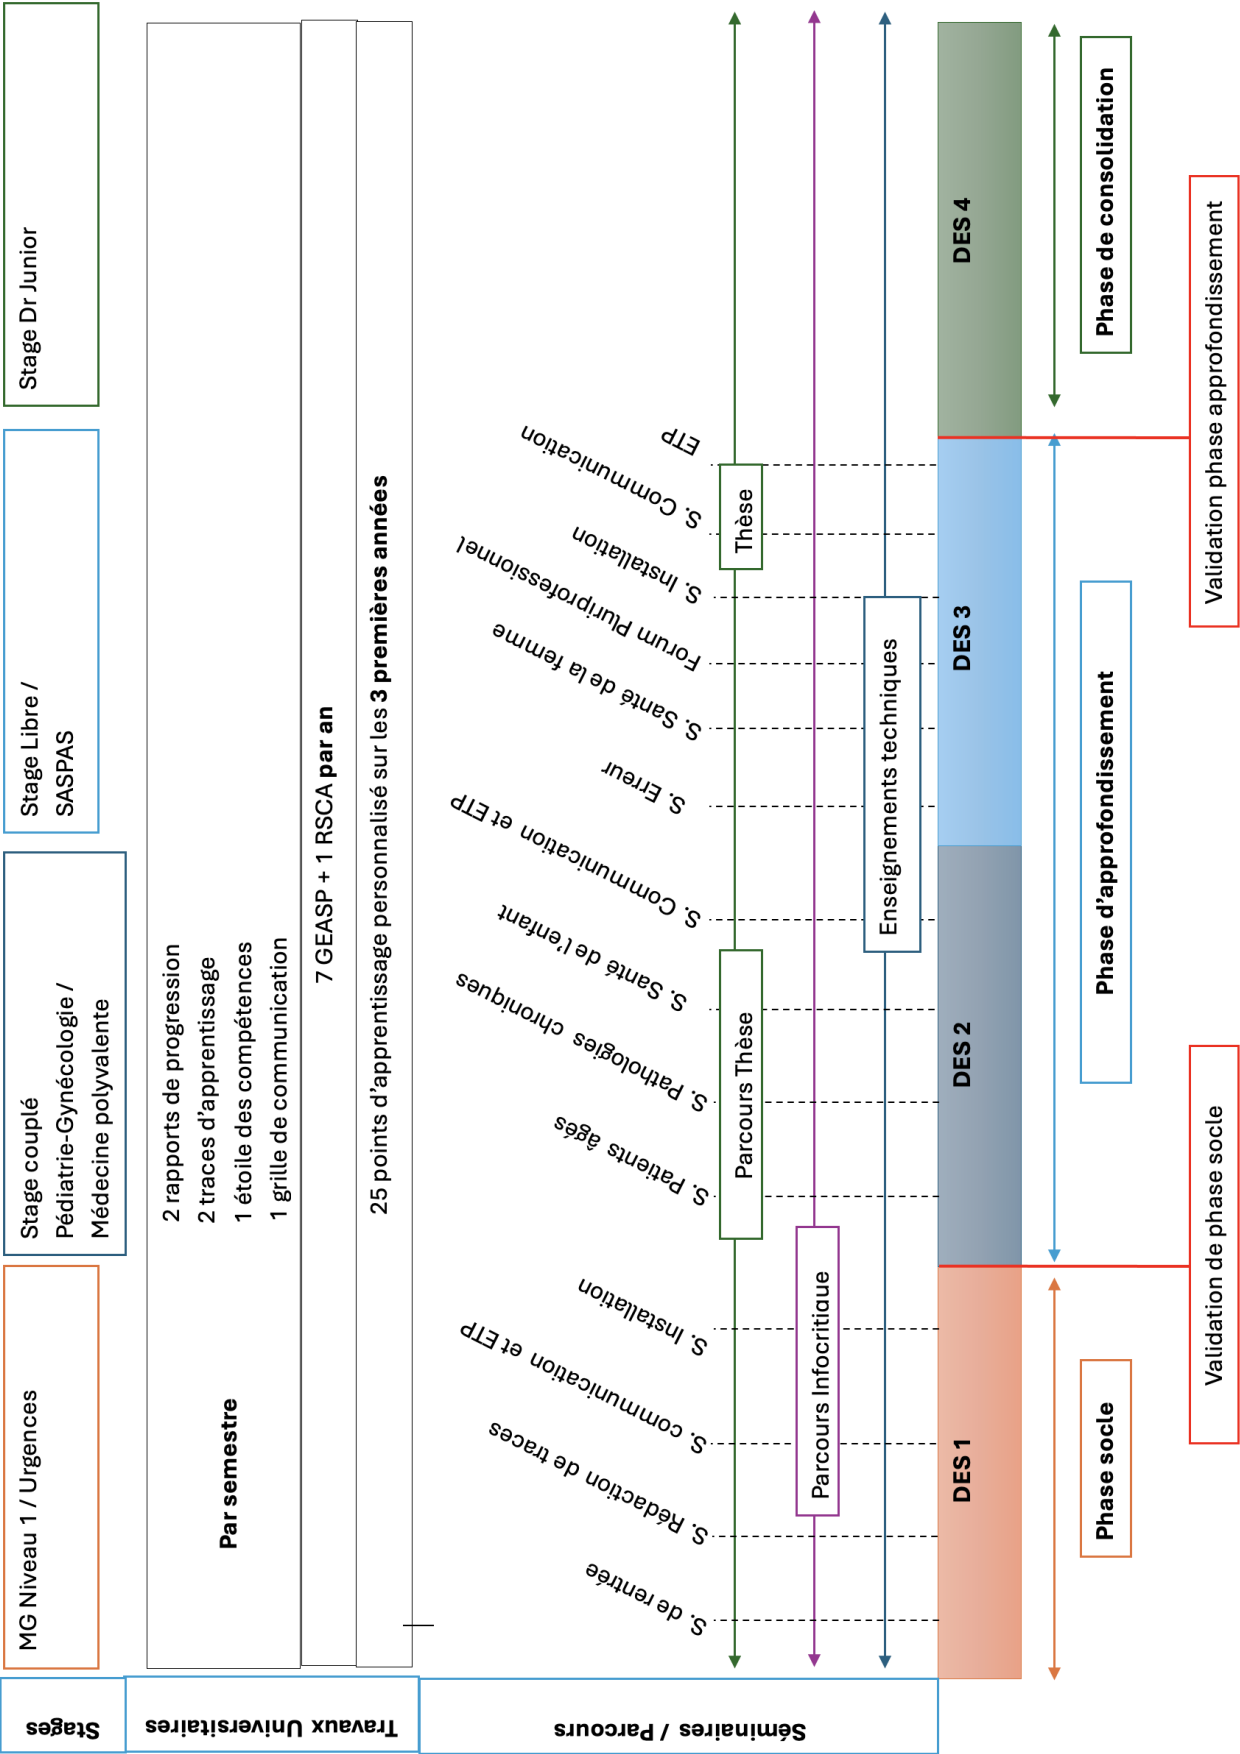 Stages
MG Niveau 1 / Urgences
Stage couplé
Pédiatrie-Gynécologie /
Médecine polyvalente
Stage Libre /
SASPAS
Stage Dr Junior
Travaux Universitaires
Par semestre
2 rapports de progression
2 traces d'apprentissage
1 étoile des compétences
1 grille de communication
7 GEASP + 1 RSCA par an
25 points d'apprentissage personnalisé sur les 3 premières années
Séminaires / Parcours
S. de rentrée
S. Rédaction de traces
S. communication et ETP
S. Installation
S. Patients âgés
S. Pathologies chroniques
S. Santé de l'enfant
S. Communication et ETP
S. Erreur
S. Santé de la femme
Forum Pluriprofessionnel
S. Installation
S. Communication
ETP
Parcours Thèse
Thèse
Parcours Infocritique
Enseignements techniques
DES 1
DES 2
DES 3
DES 4
Phase socle
Phase d'approfondissement
Phase de consolidation
Validation de phase socle
Validation phase approfondissement